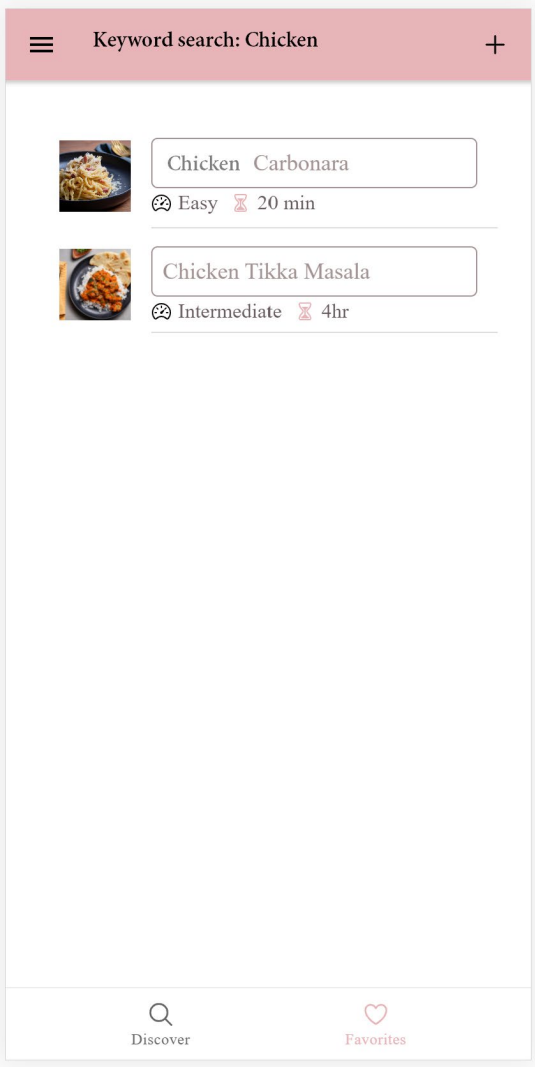 Keyword search: Chicken
Chicken Carbonara
Easy 20 min
Chicken Tikka Masala
Intermediate 4hr
Discover Favorites